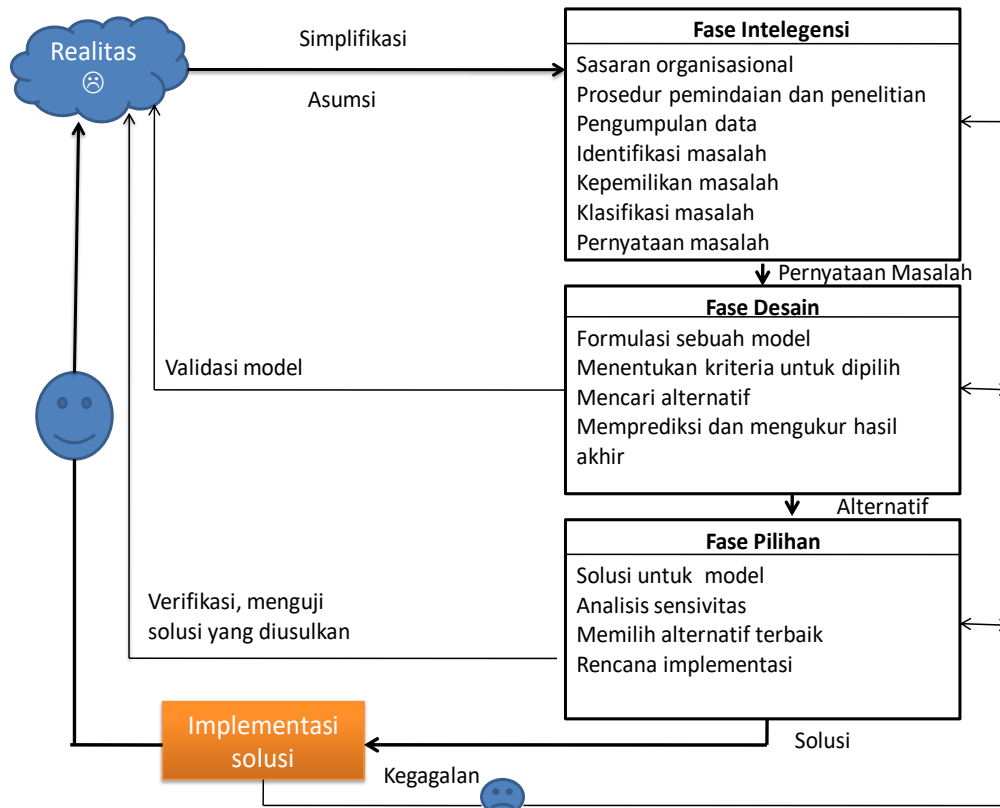 Realitas
☹
Simplifikasi
Asumsi
Fase Intelegensi
Sasaran organisasional
Prosedur pemindaian dan penelitian
Pengumpulan data
Identifikasi masalah
Kepemilikan masalah
Klasifikasi masalah
Pernyataan masalah
Pernyataan Masalah
Fase Desain
Formulasi sebuah model
Menentukan kriteria untuk dipilih
Mencari alternatif
Memprediksi dan mengukur hasil
akhir
Validasi model
Alternatif
Fase Pilihan
Solusi untuk model
Analisis sensivitas
Memilih alternatif terbaik
Rencana implementasi
Verifikasi, menguji
solusi yang diusulkan
Solusi
Implementasi
solusi
Kegagalan